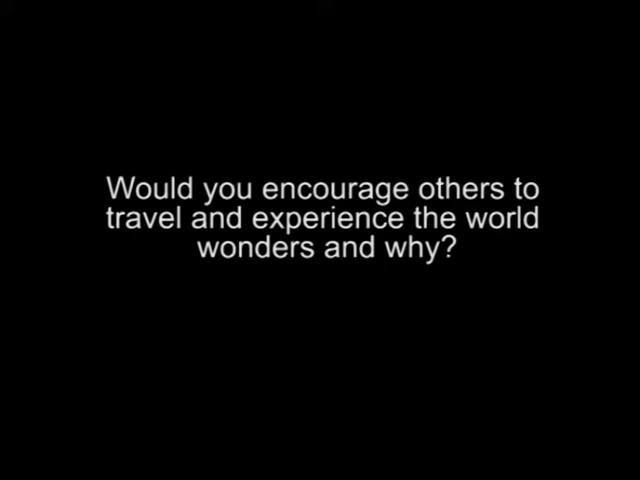 Would you encourage others to
travel and experience the world
wonders and why?